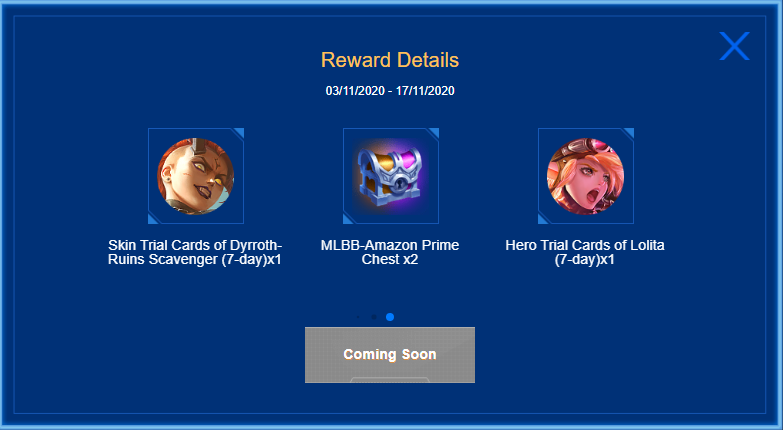 Reward Details
03/11/2020 - 17/11/2020
Skin Trial Cards of Dyrroth-
Ruins Scavenger (7-day)x1
MLBB-Amazon Prime
Chest x2
Hero Trial Cards of Lolita
(7-day)x1
Coming Soon